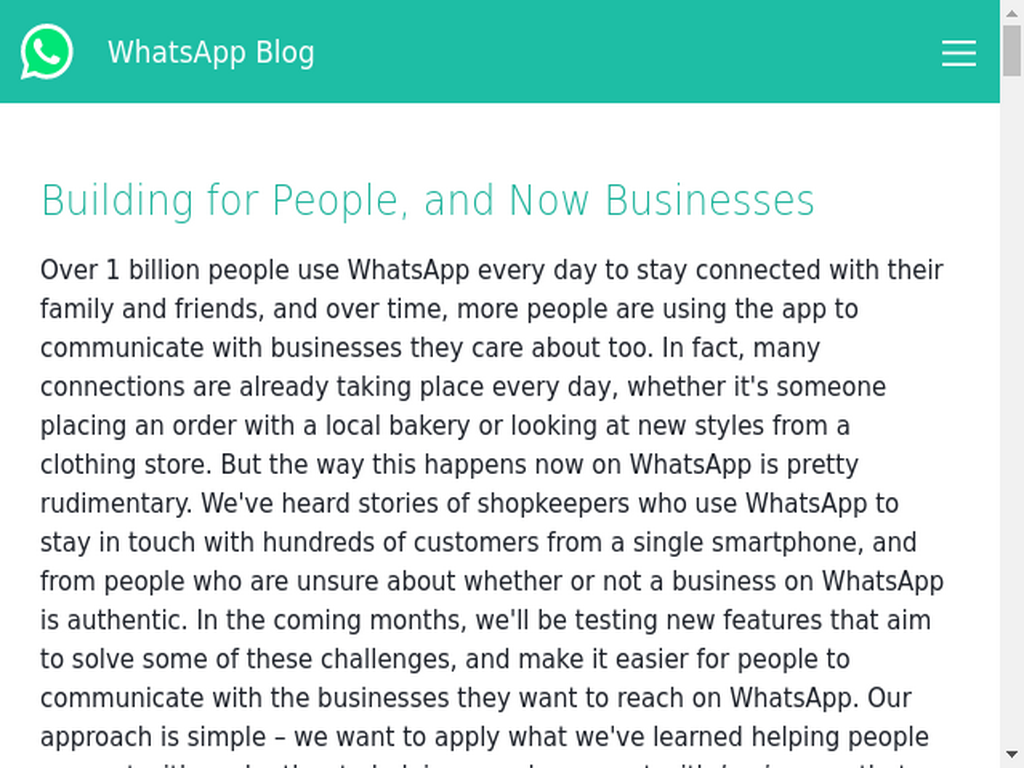 WhatsApp Blog
Building for People, and Now Businesses
Over 1 billion people use WhatsApp every day to stay connected with their
family and friends, and over time, more people are using the app to
communicate with businesses they care about too. In fact, many
connections are already taking place every day, whether it's someone
placing an order with a local bakery or looking at new styles from a
clothing store. But the way this happens now on WhatsApp is pretty
rudimentary. We've heard stories of shopkeepers who use WhatsApp to
stay in touch with hundreds of customers from a single smartphone, and
from people who are unsure about whether or not a business on WhatsApp
is authentic. In the coming months, we'll be testing new features that aim
to solve some of these challenges, and make it easier for people to
communicate with the businesses they want to reach on WhatsApp. Our
approach is simple – we want to apply what we've learned helping people